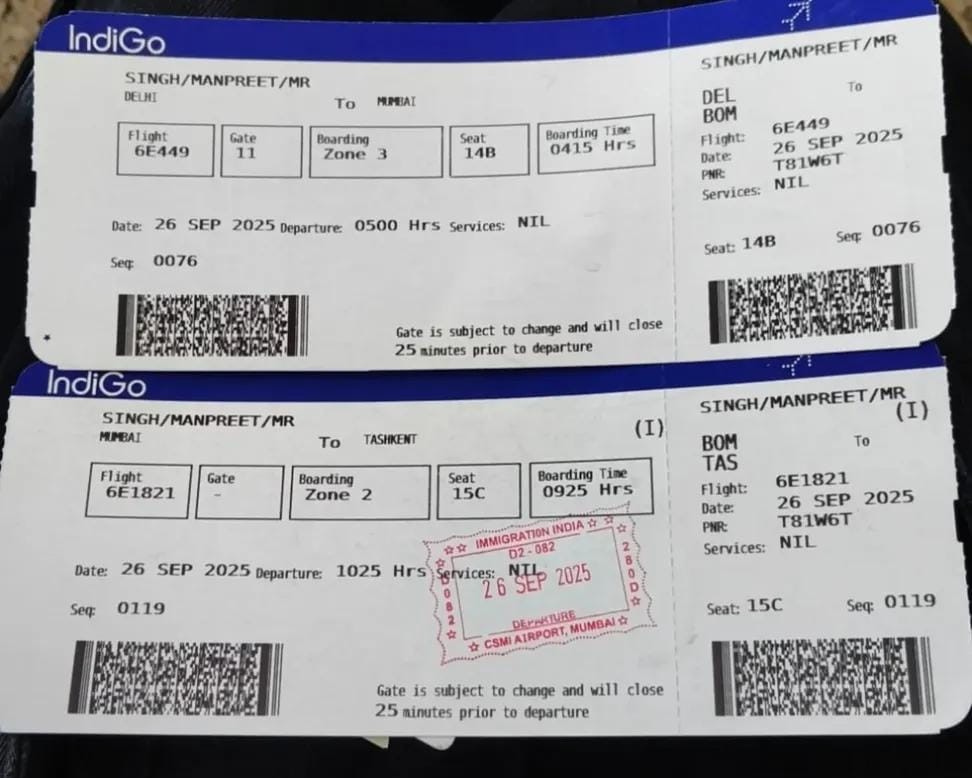 IndiGo
SINGH/MANPREET/MR
DELHI To MUMBAI
Flight Gate Boarding Seat Boarding Time
6E449 11 Zone 3 14B 0415 Hrs
Date: 26 SEP 2025 Departure: 0500 Hrs Services: NIL
Seq: 0076
Gate is subject to change and will close
25 minutes prior to departure
SINGH/MANPREET/MR
DEL To
BOM
Flight: 6E449
Date: 26 SEP 2025
PNR: T81W6T
Services: NIL
Seat: 14B Seq: 0076
IndiGo
SINGH/MANPREET/MR
MUMBAI To TASHKENT (I)
Flight Gate Boarding Seat Boarding Time
6E1821 - Zone 2 15C 0925 Hrs
Date: 26 SEP 2025 Departure: 1025 Hrs Services: NIL
Seq: 0119
IMMIGRATION INDIA
D2-082
26 SEP 2025
DEPARTURE
CSMI AIRPORT, MUMBAI
Gate is subject to change and will close
25 minutes prior to departure
SINGH/MANPREET/MR
(I)
BOM To
TAS
Flight: 6E1821
Date: 26 SEP 2025
PNR: T81W6T
Services: NIL
Seat: 15C Seq: 0119